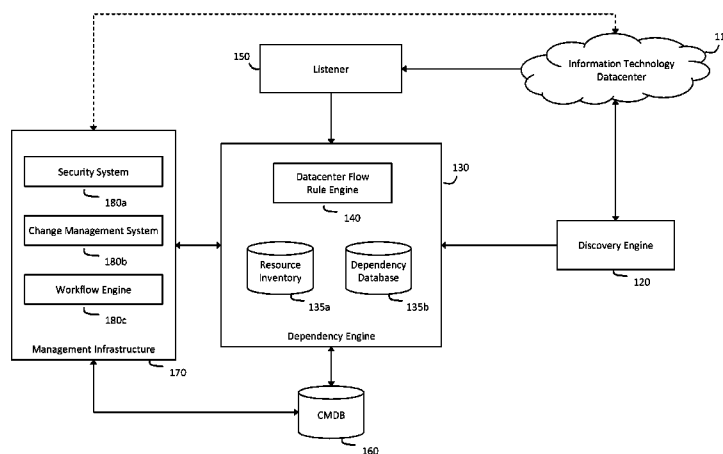 11
150
Listener
Information Technology
Datacenter
Security System
180a
Change Management System
180b
Workflow Engine
180c
Management Infrastructure
170
Datacenter Flow
Rule Engine
140
130
Resource
Inventory
135a
Dependency
Database
135b
Dependency Engine
Discovery Engine
120
CMDB
160